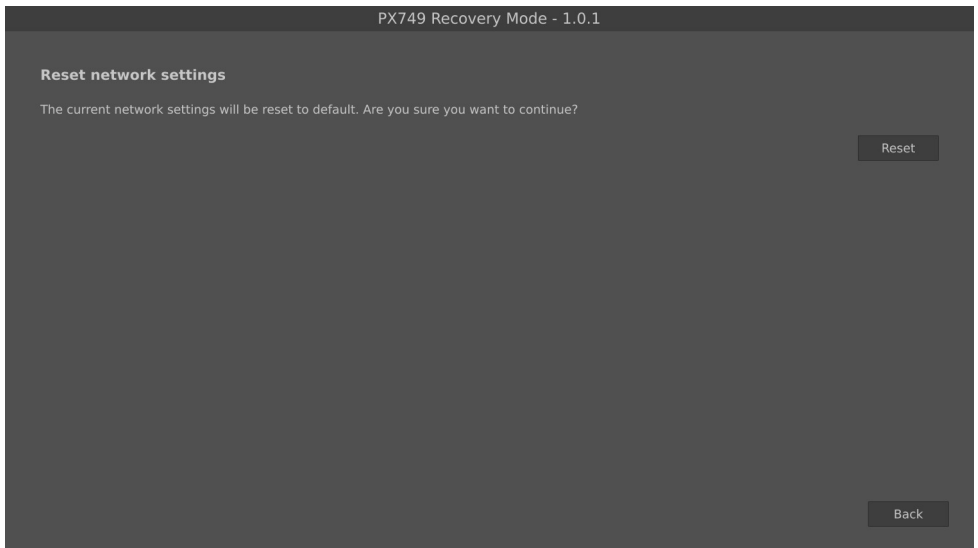 PX749 Recovery Mode - 1.0.1
Reset network settings
The current network settings will be reset to default. Are you sure you want to continue?
Reset
Back